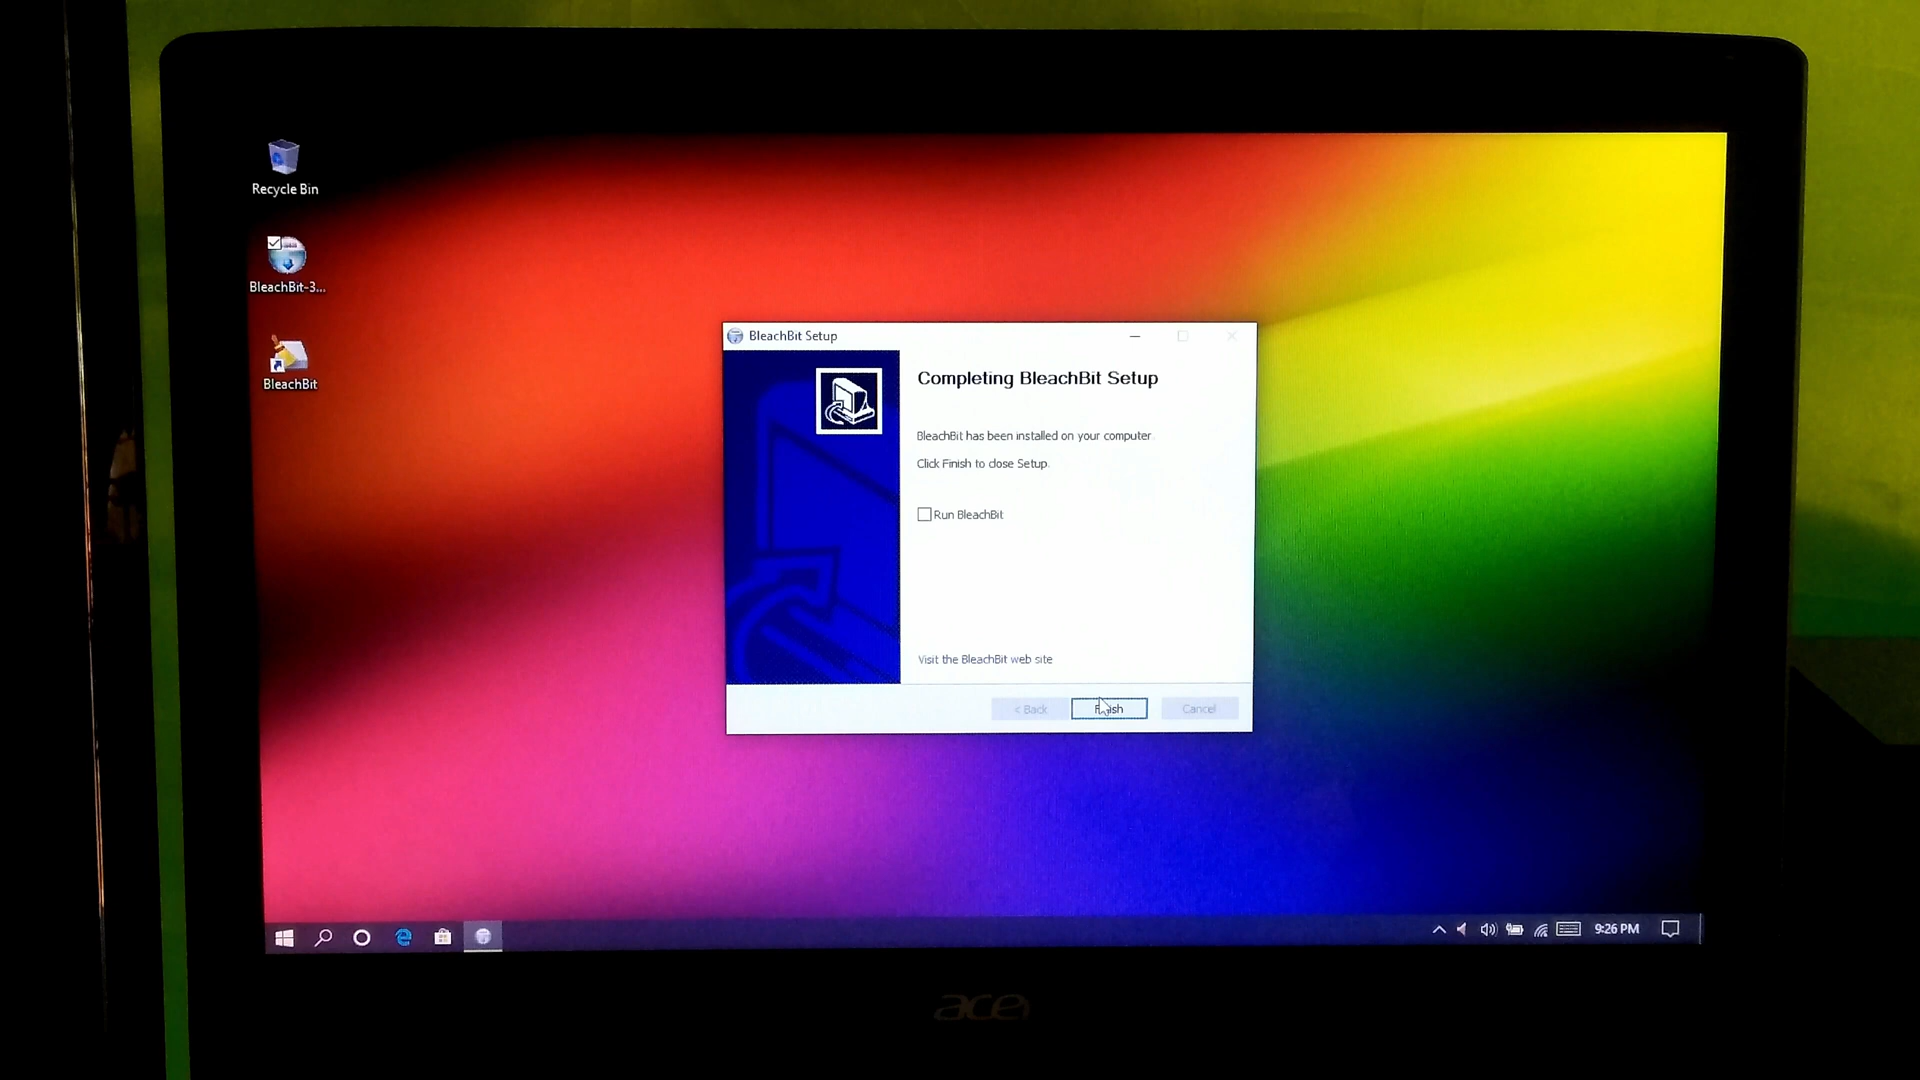 Recycle Bin
BleachBit-3...
BleachBit
BleachBit Setup
Completing BleachBit Setup
BleachBit has been installed on your computer.
Click Finish to close Setup.
Run BleachBit
Visit the BleachBit web site
< Back
Finish
Cancel
9:26 PM
acer